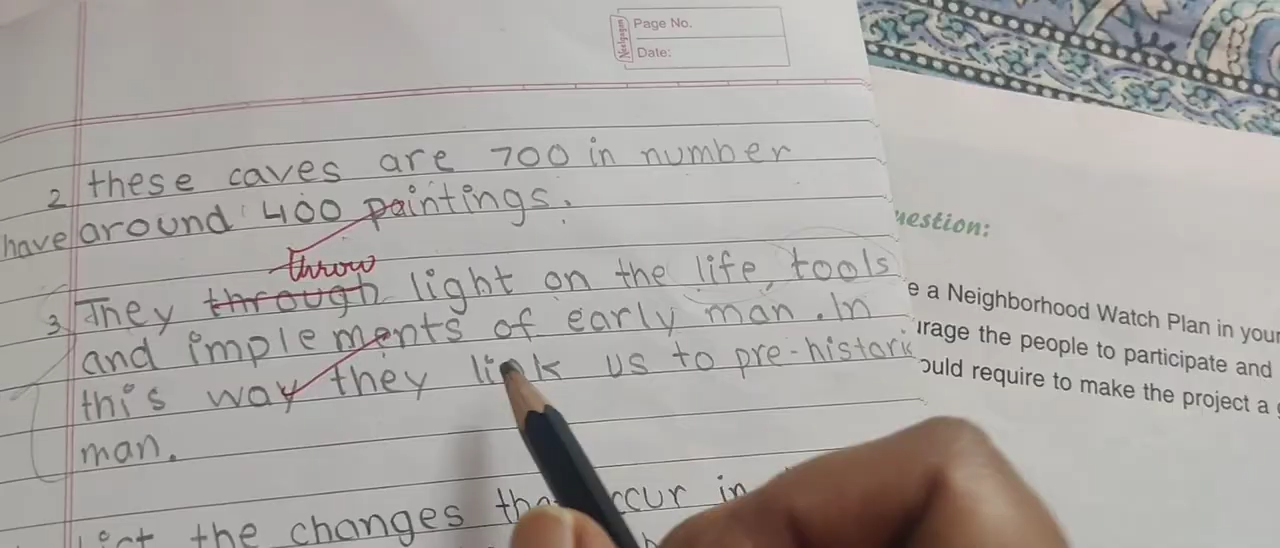 Neelgagan
Page No.
Date:
2 these caves are 700 in number
have around 400 paintings.
throw
3. They through light on the life, tools
and implements of early man. In
this way they link us to pre-historic
man.
the changes occur in
uestion:
e a Neighborhood Watch Plan in your
urage the people to participate and
ould require to make the project a